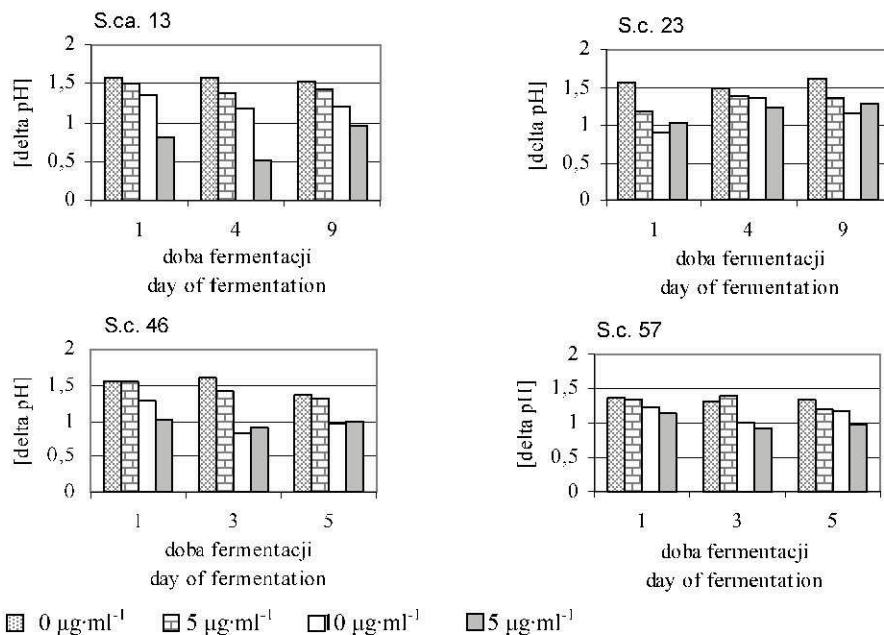 S.ca. 13
[delta pH]
2
1,5
1
0,5
0
1 4 9
doba fermentacji
day of fermentation
S.c. 23
[delta pH]
2
1,5
1
0,5
0
1 4 9
doba fermentacji
day of fermentation
S.c. 46
[delta pH]
2
1,5
1
0,5
0
1 3 5
doba fermentacji
day of fermentation
S.c. 57
[delta pH]
2
1,5
1
0,5
0
1 3 5
doba fermentacji
day of fermentation
0 µg·ml⁻¹ 5 µg·ml⁻¹ 10 µg·ml⁻¹ 5 µg·ml⁻¹